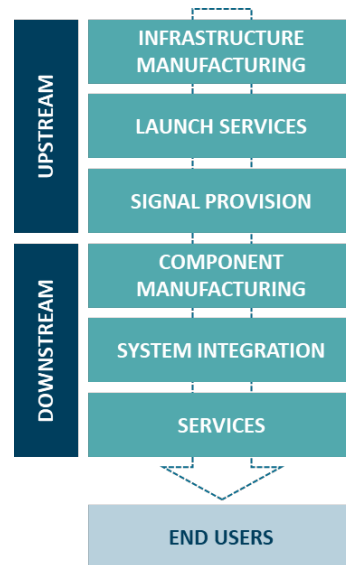 UPSTREAM
INFRASTRUCTURE
MANUFACTURING
LAUNCH SERVICES
SIGNAL PROVISION
DOWNSTREAM
COMPONENT
MANUFACTURING
SYSTEM INTEGRATION
SERVICES
END USERS